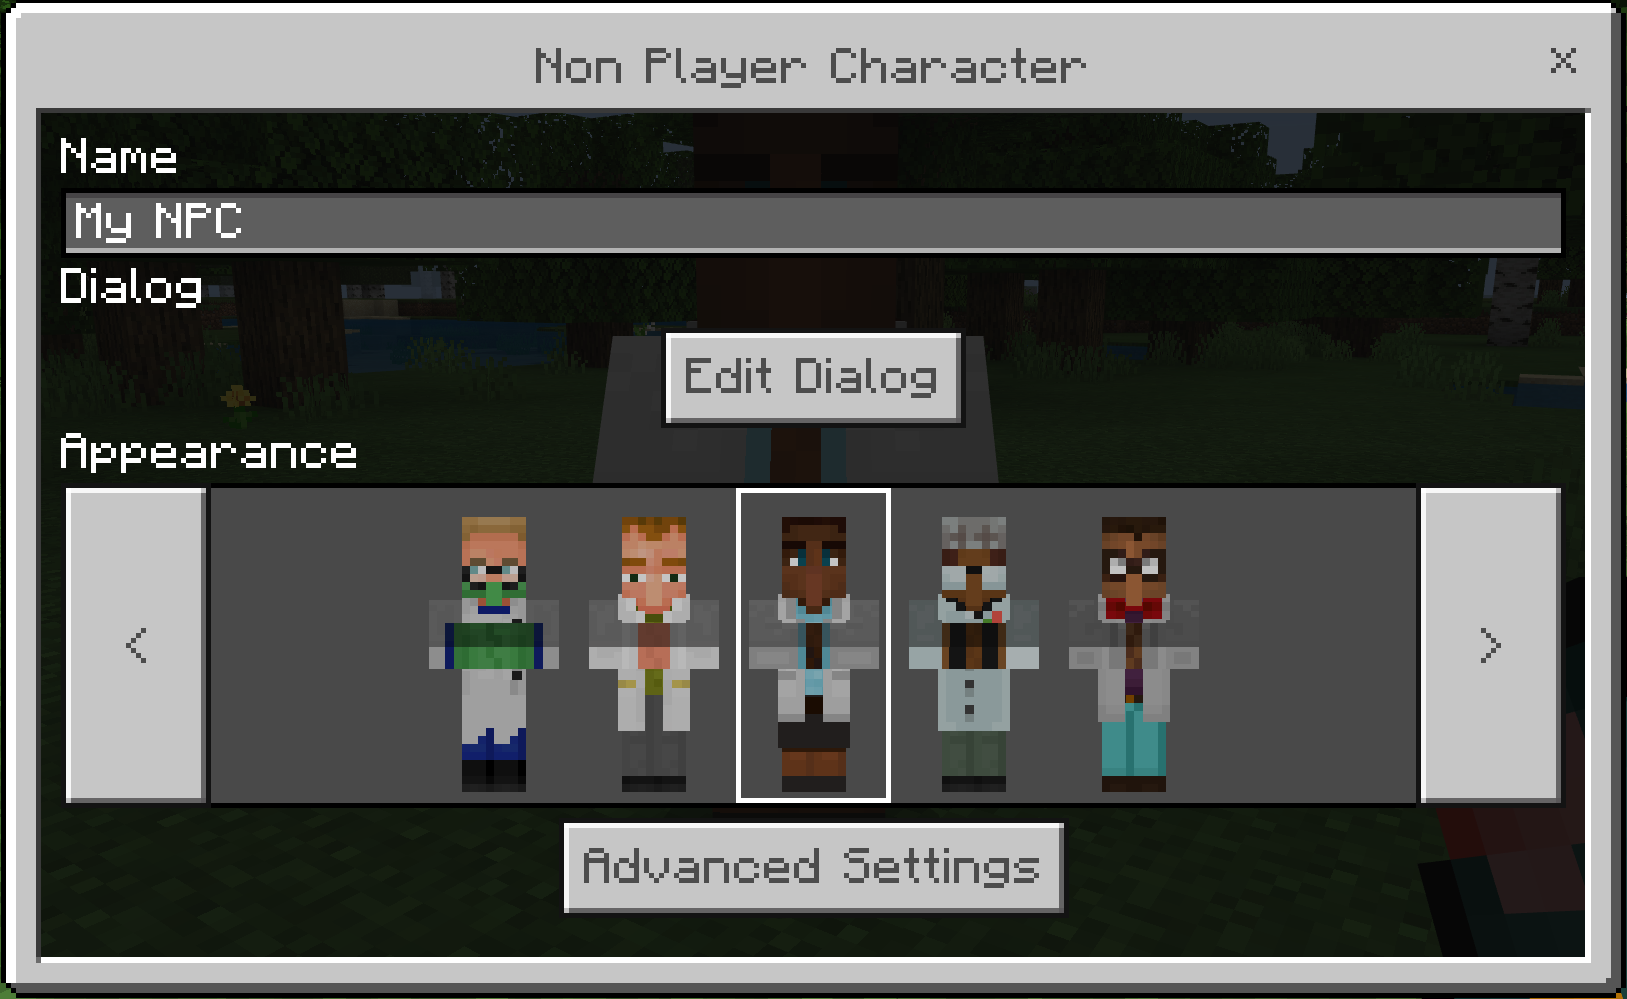 Non Player Character
Name
My NPC
Dialog
Edit Dialog
Appearance
Advanced Settings